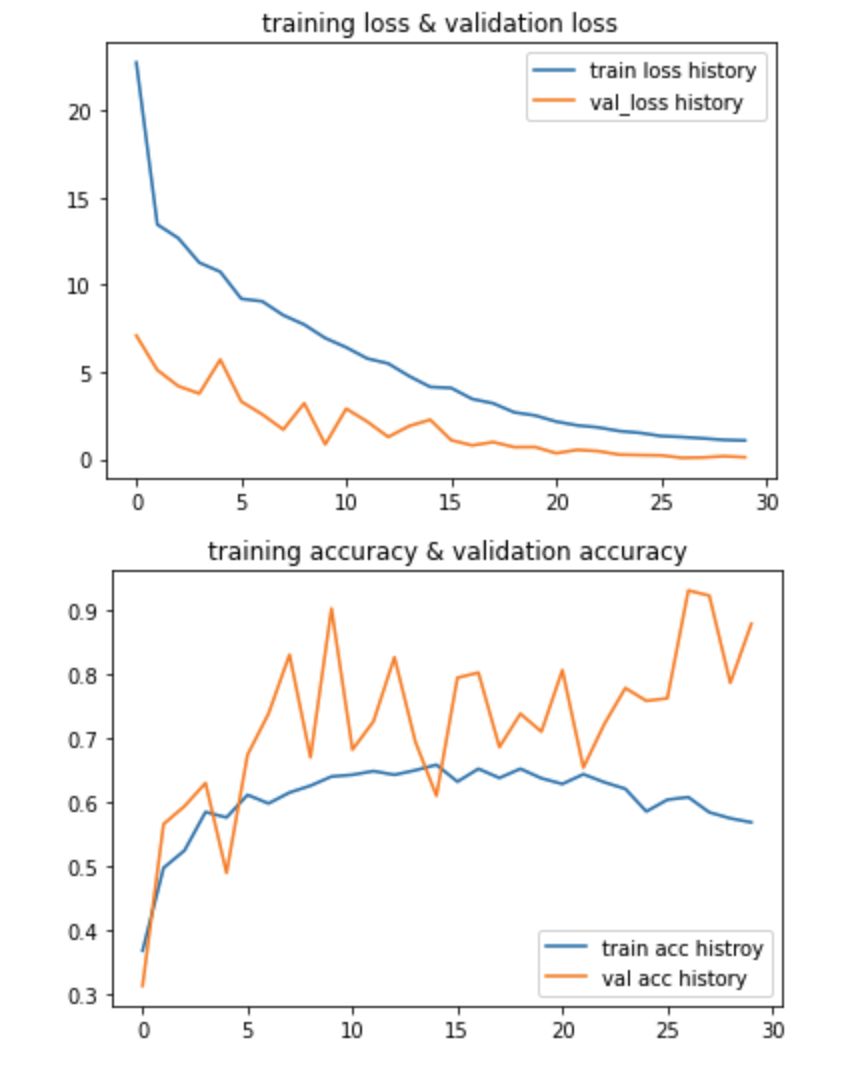 training loss & validation loss
train loss history
val_loss history
20
15
10
5
0
0 5 10 15 20 25 30
training accuracy & validation accuracy
0.9
0.8
0.7
0.6
0.5
0.4
0.3
train acc histroy
val acc history
0 5 10 15 20 25 30